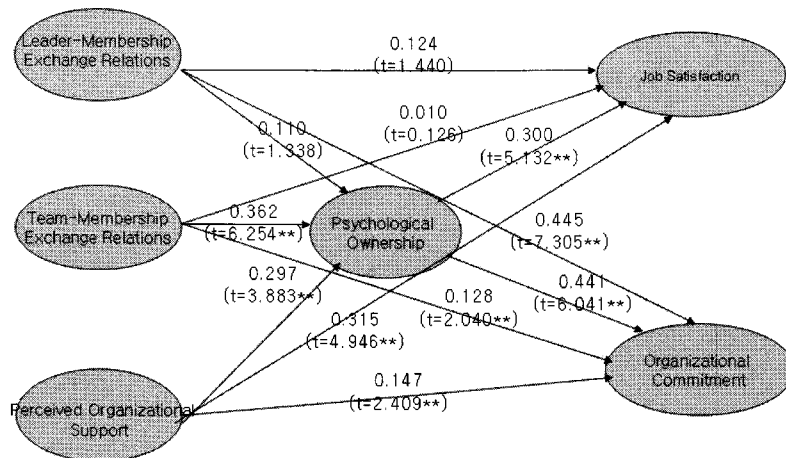 Leader-Membership
Exchange Relations
0.124
(t=1.440)
Job Satisfaction
0.010
(t=0.126)
0.110
(t=1.338)
0.300
(t=5.132**)
Team-Membership
Exchange Relations
0.362
(t=6.254**)
Psychological
Ownership
0.445
(t=7.305**)
0.297
(t=3.883**)
0.441
(t=6.041**)
0.128
(t=2.040**)
0.315
(t=4.946**)
Organizational
Commitment
0.147
(t=2.409**)
Perceived Organizational
Support